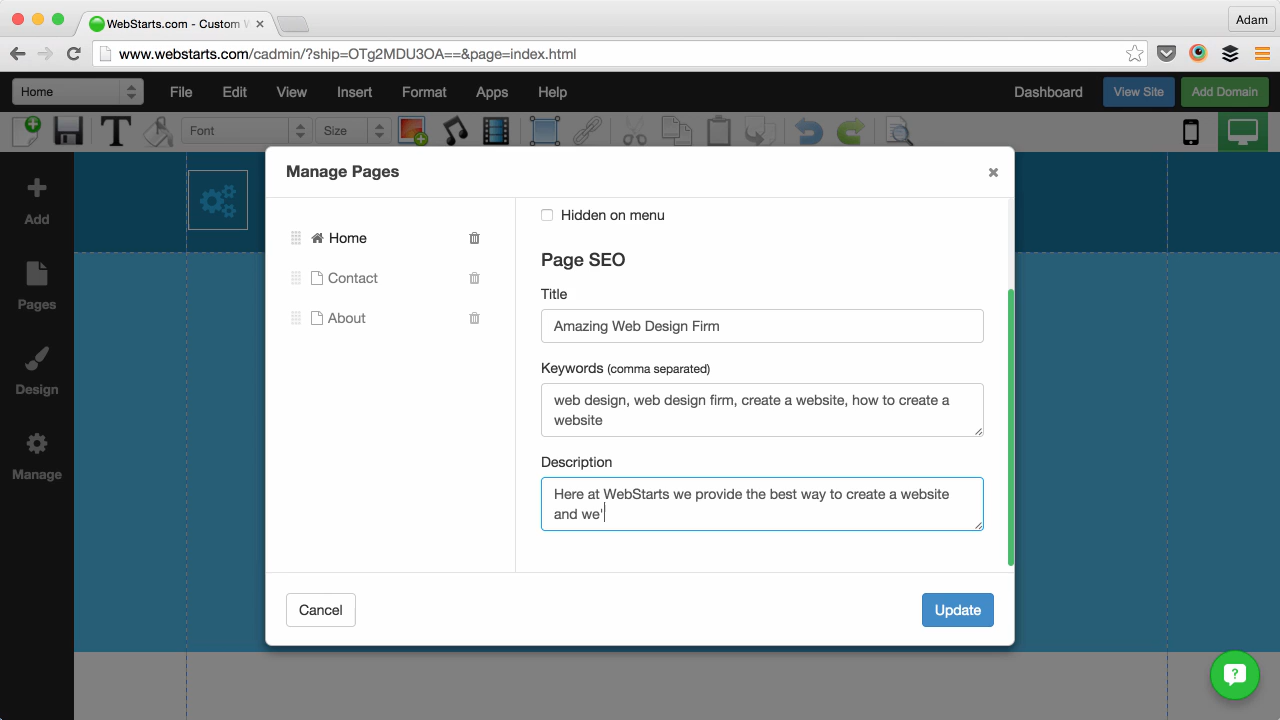 WebStarts.com - Custom W
Adam
www.webstarts.com/cadmin/?ship=OTg2MDU3OA==&page=index.html
Home
File
Edit
View
Insert
Format
Apps
Help
Dashboard
View Site
Add Domain
Font
Size
Add
Pages
Design
Manage
Manage Pages
Home
Contact
About
Hidden on menu
Page SEO
Title
Amazing Web Design Firm
Keywords (comma separated)
web design, web design firm, create a website, how to create a
website
Description
Here at WebStarts we provide the best way to create a website
and we'
Cancel
Update